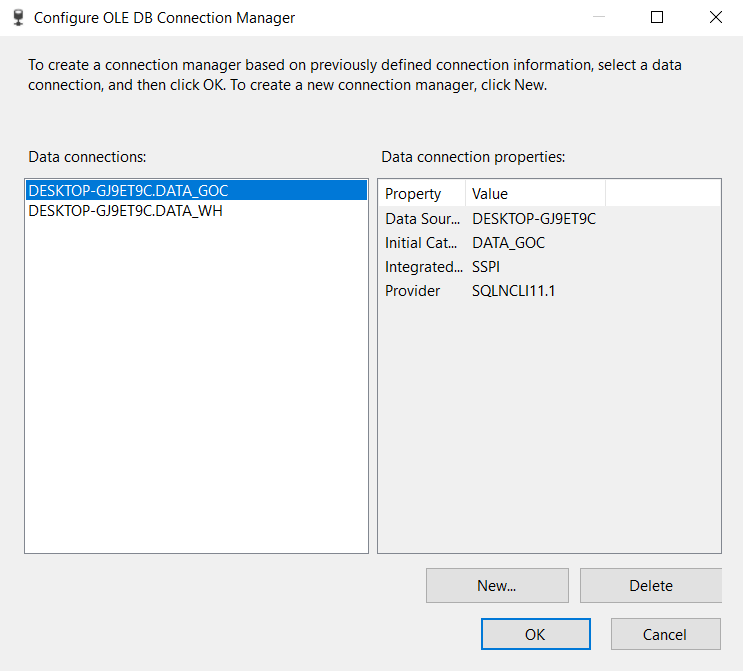 Configure OLE DB Connection Manager
To create a connection manager based on previously defined connection information, select a data
connection, and then click OK. To create a new connection manager, click New.
Data connections:
DESKTOP-GJ9ET9C.DATA_GOC
DESKTOP-GJ9ET9C.DATA_WH
Data connection properties:
Property Value
Data Sour... DESKTOP-GJ9ET9C
Initial Cat... DATA_GOC
Integrated... SSPI
Provider SQLNCLI11.1
New... Delete
OK Cancel